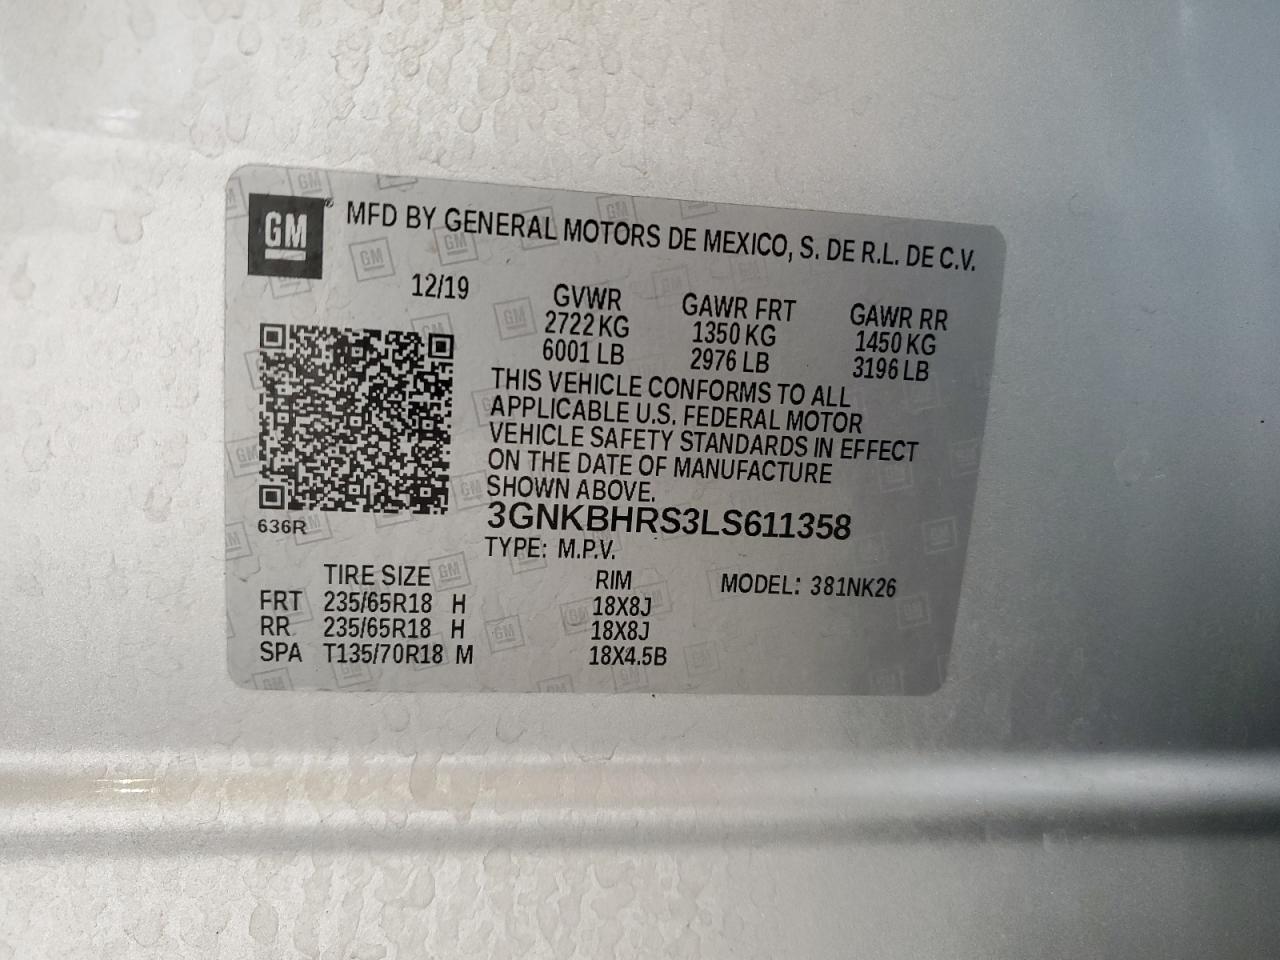 GM® MFD BY GENERAL MOTORS DE MEXICO, S. DE R.L. DE C.V.
12/19
GVWR GAWR FRT GAWR RR
2722 KG 1350 KG 1450 KG
6001 LB 2976 LB 3196 LB
THIS VEHICLE CONFORMS TO ALL
APPLICABLE U.S. FEDERAL MOTOR
VEHICLE SAFETY STANDARDS IN EFFECT
ON THE DATE OF MANUFACTURE
SHOWN ABOVE.
636R
3GNKBHRS3LS611358
TYPE: M.P.V.
TIRE SIZE RIM MODEL: 381NK26
FRT 235/65R18 H 18X8J
RR 235/65R18 H 18X8J
SPA T135/70R18 M 18X4.5B